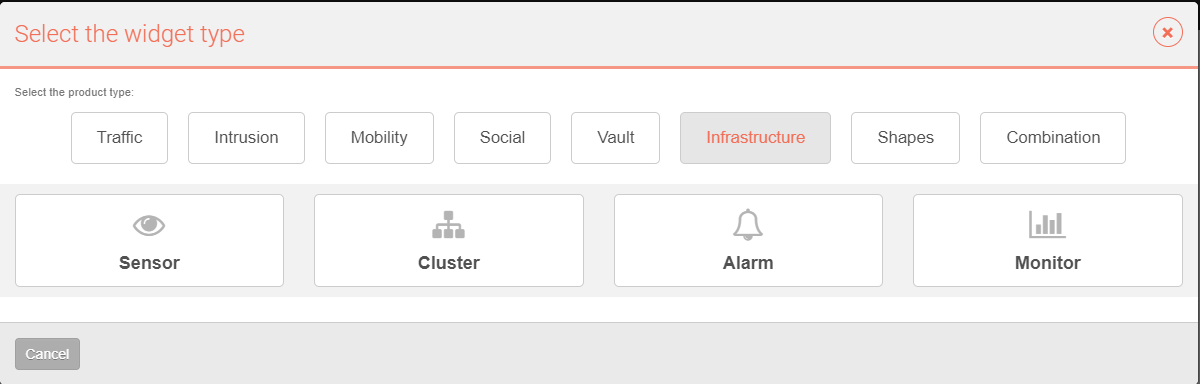 Select the widget type
Select the product type:
Traffic Intrusion Mobility Social Vault Infrastructure Shapes Combination
Sensor Cluster Alarm Monitor
Cancel